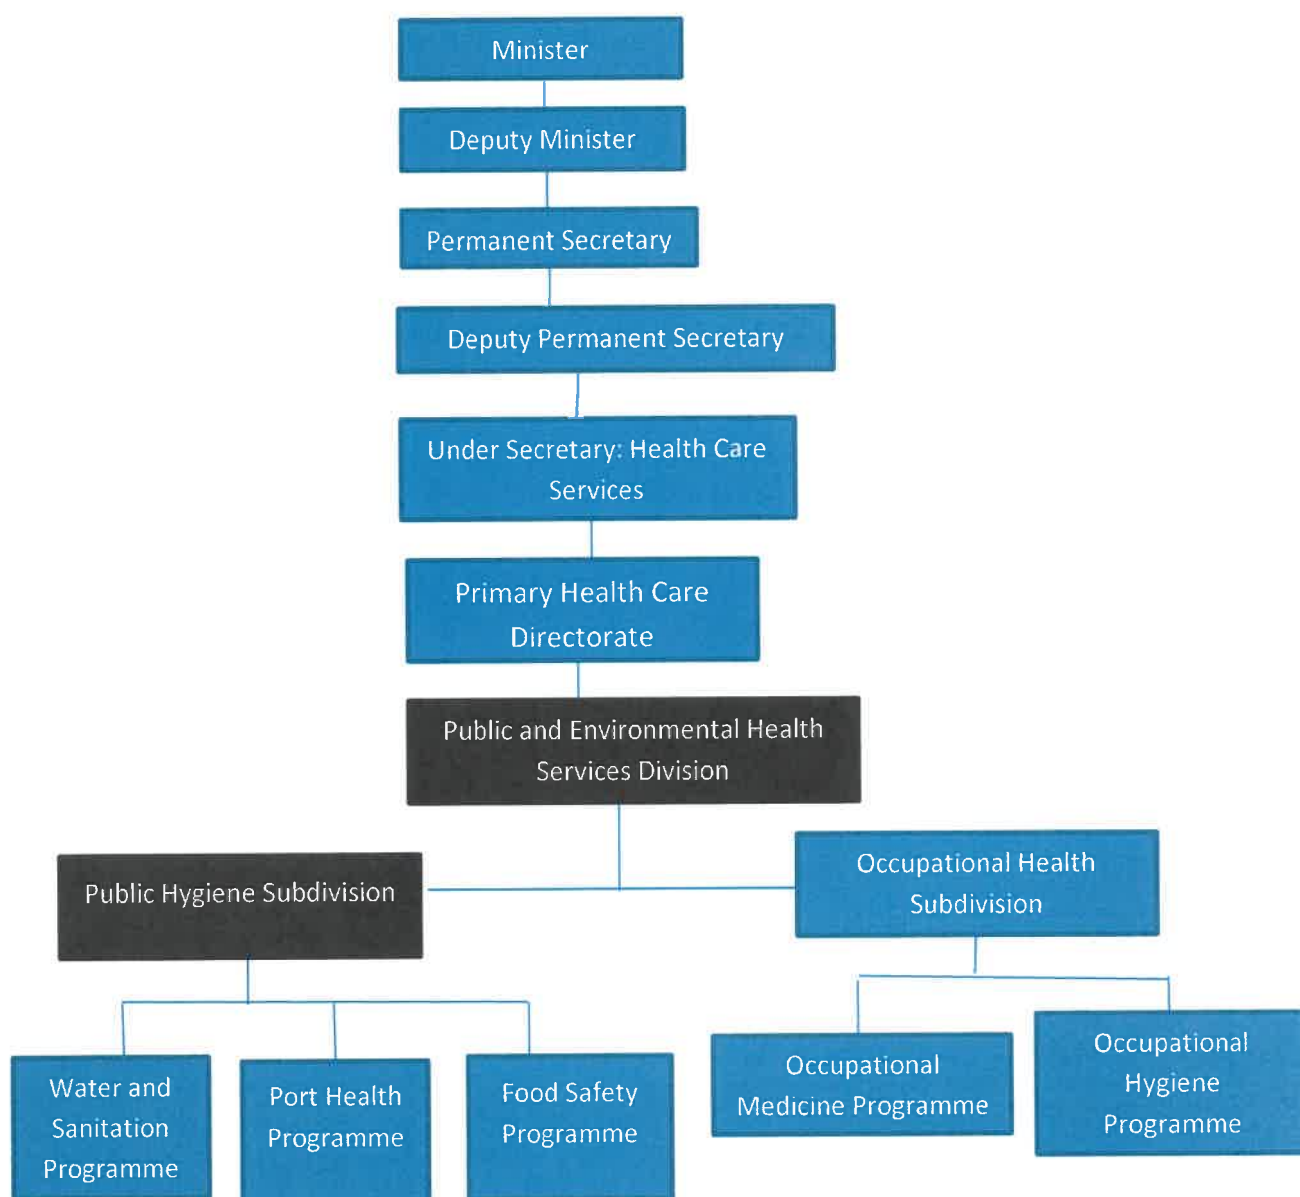 Minister
Deputy Minister
Permanent Secretary
Deputy Permanent Secretary
Under Secretary: Health Care
Services
Primary Health Care
Directorate
Public and Environmental Health
Services Division
Public Hygiene Subdivision
Occupational Health
Subdivision
Water and
Sanitation
Programme
Port Health
Programme
Food Safety
Programme
Occupational
Medicine Programme
Occupational
Hygiene
Programme